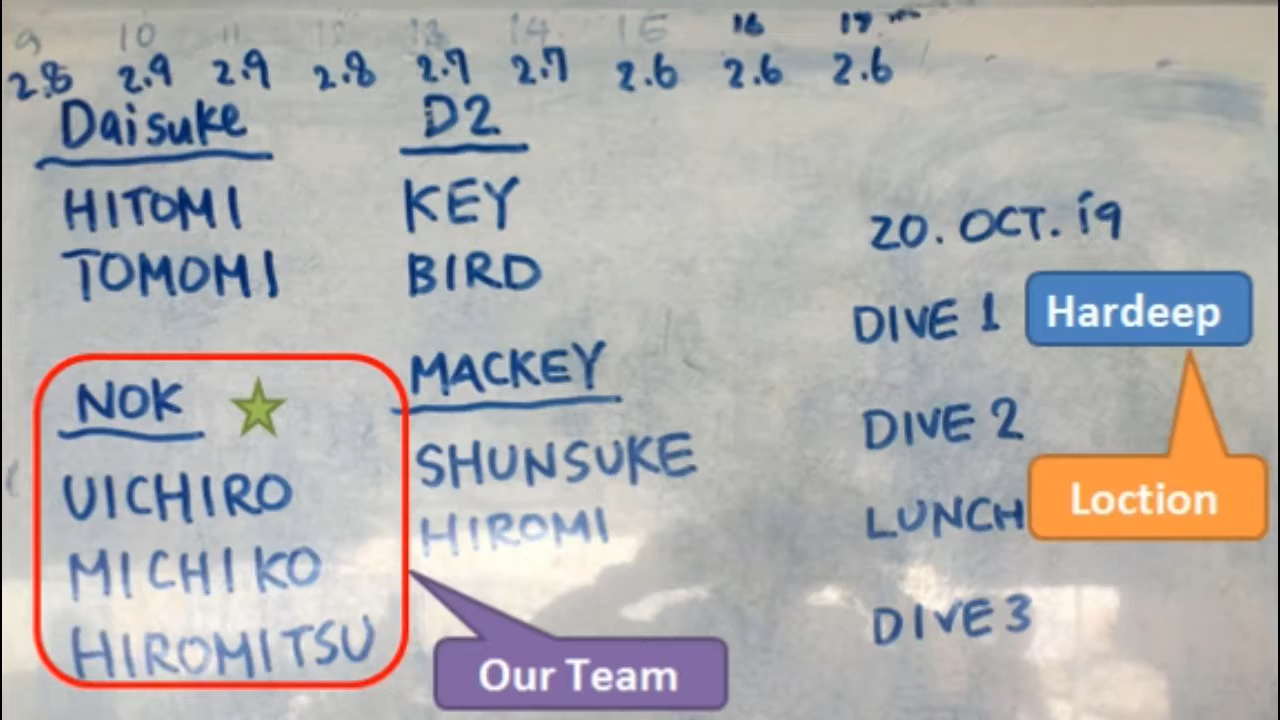 9 10 11 12 13 14 15 16 17
2.8 2.9 2.9 2.8 2.7 2.7 2.6 2.6 2.6
Daisuke
HITOMI
TOMOMI
D2
KEY
BIRD
NOK
UICHIRO
MICHIKO
HIROMITSU
MACKEY
SHUNSUKE
HIROMI
Our Team
20. OCT. 19
DIVE 1 Hardeep
DIVE 2
Loction
LUNCH
DIVE 3